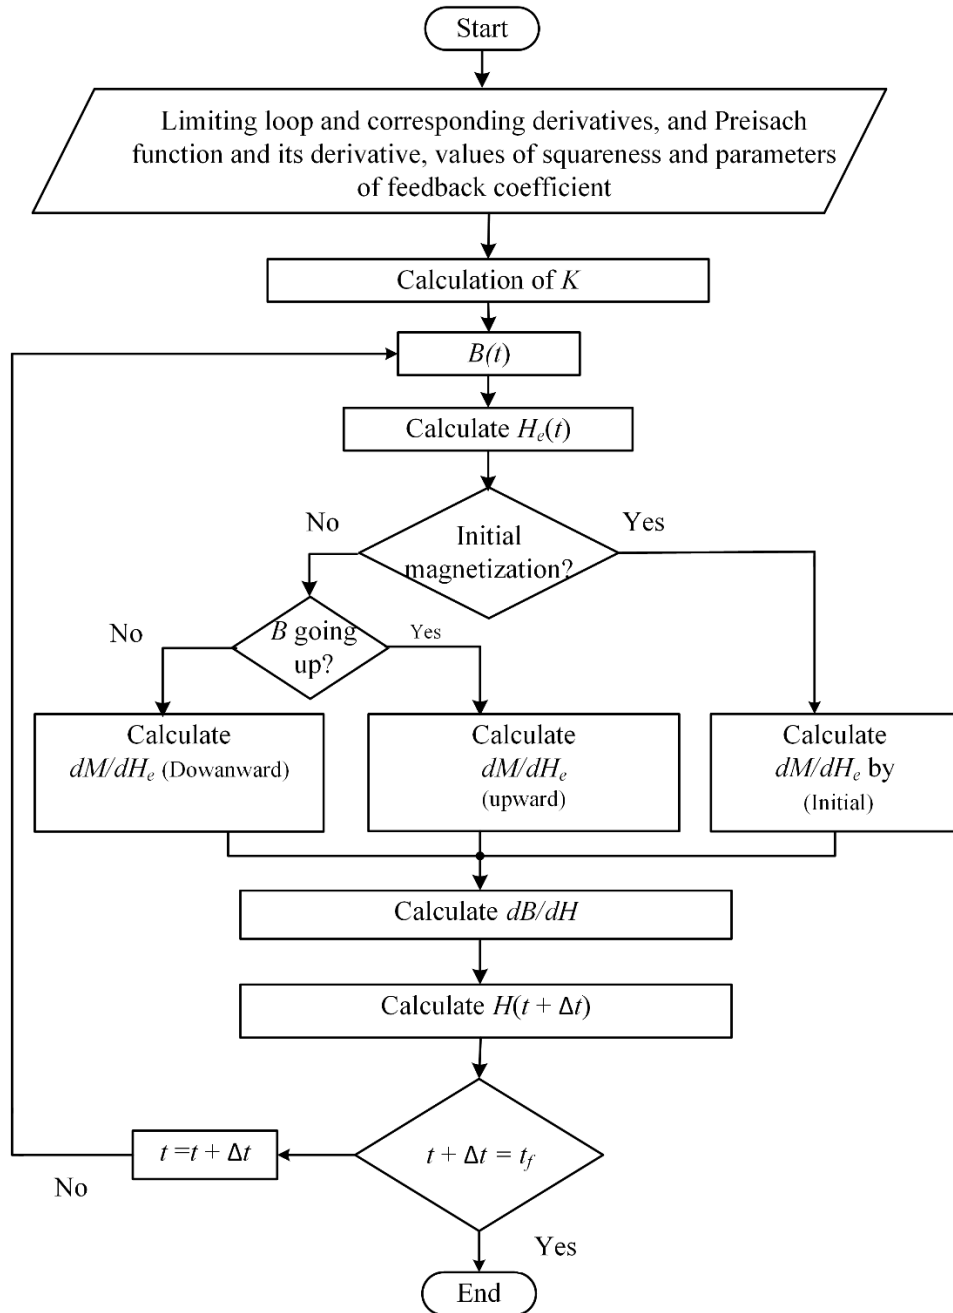 Start
Limiting loop and corresponding derivatives, and Preisach
function and its derivative, values of squareness and parameters
of feedback coefficient
Calculation of K
B(t)
Calculate Hₑ(t)
No
Yes
Initial
magnetization?
No
B going
up?
Yes
Calculate
dM/dHₑ (Dowanward)
Calculate
dM/dHₑ
(upward)
Calculate
dM/dHₑ by
(Initial)
Calculate dB/dH
Calculate H(t + Δt)
t =t + Δt
t + Δt = t_f
No
Yes
End